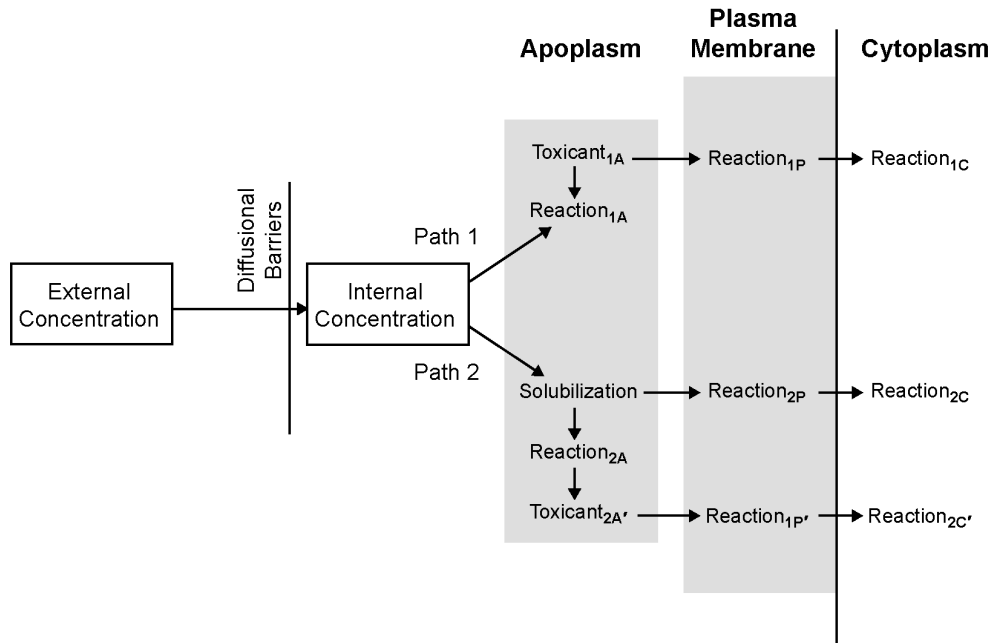 Apoplasm
Plasma
Membrane
Cytoplasm
Toxicant1A
Reaction1P
Reaction1C
Reaction1A
Diffusional
Barriers
Path 1
External
Concentration
Internal
Concentration
Path 2
Solubilization
Reaction2P
Reaction2C
Reaction2A
Toxicant2A′
Reaction1P′
Reaction2C′